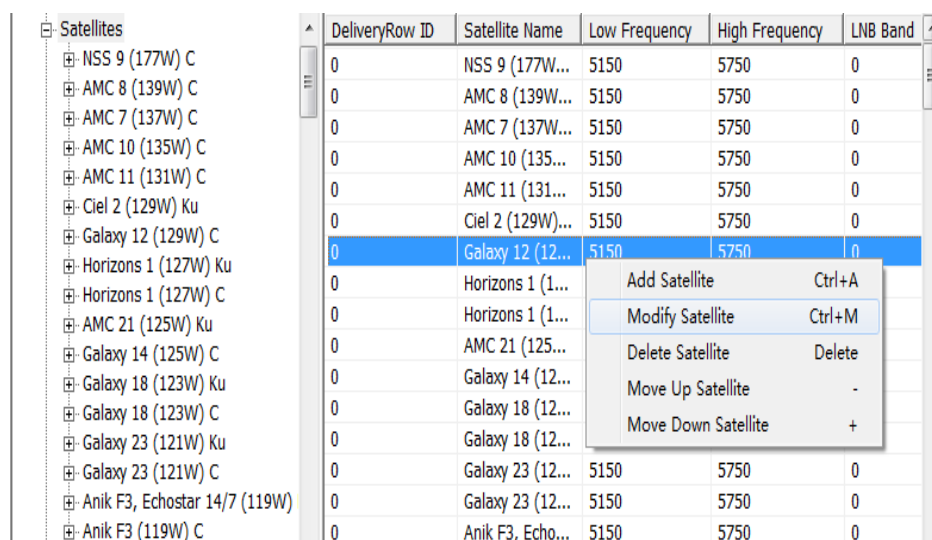 Satellites
NSS 9 (177W) C
AMC 8 (139W) C
AMC 7 (137W) C
AMC 10 (135W) C
AMC 11 (131W) C
Ciel 2 (129W) Ku
Galaxy 12 (129W) C
Horizons 1 (127W) Ku
Horizons 1 (127W) C
AMC 21 (125W) Ku
Galaxy 14 (125W) C
Galaxy 18 (123W) Ku
Galaxy 18 (123W) C
Galaxy 23 (121W) Ku
Galaxy 23 (121W) C
Anik F3, Echostar 14/7 (119W)
Anik F3 (119W) C
DeliveryRow ID Satellite Name Low Frequency High Frequency LNB Band
0 NSS 9 (177W... 5150 5750 0
0 AMC 8 (139W... 5150 5750 0
0 AMC 7 (137W... 5150 5750 0
0 AMC 10 (135... 5150 5750 0
0 AMC 11 (131... 5150 5750 0
0 Ciel 2 (129W)... 5150 5750 0
0 Galaxy 12 (12... 5150 5750 0
0 Horizons 1 (1...
0 Horizons 1 (1...
0 AMC 21 (125...
0 Galaxy 14 (12...
0 Galaxy 18 (12...
0 Galaxy 18 (12...
0 Galaxy 23 (12... 5150 5750 0
0 Galaxy 23 (12... 5150 5750 0
0 Anik F3, Echo... 5150 5750 0
Add Satellite Ctrl+A
Modify Satellite Ctrl+M
Delete Satellite Delete
Move Up Satellite -
Move Down Satellite +